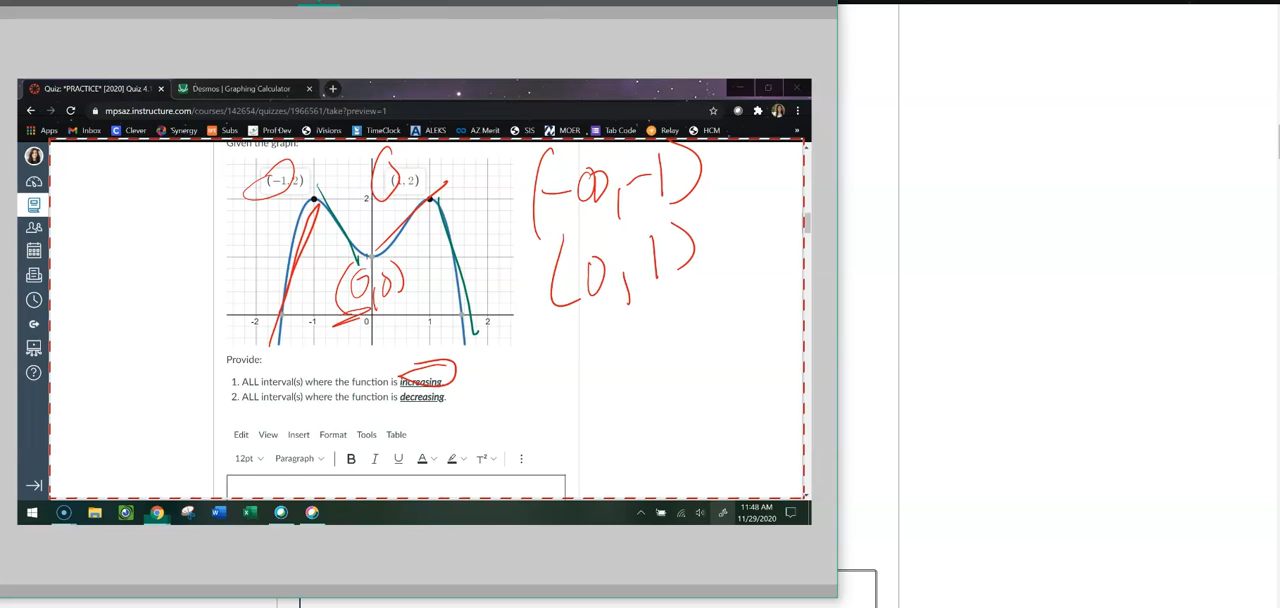 Quiz: *PRACTICE* [2020] Quiz 4.
Desmos | Graphing Calculator
mpsaz.instructure.com/courses/142654/quizzes/1966561/take?preview=1
Apps Inbox Clever Synergy Subs Prof Dev iVisions TimeClock ALEKS AZ Merit SIS MOER Tab Code Relay HCM »
Given the graph:
(-1, 2)
(1, 2)
2
(0,0)
-2 -1 0 1 2
(-∞,-1)
(0,1)
Provide:
1. ALL interval(s) where the function is increasing.
2. ALL interval(s) where the function is decreasing.
Edit View Insert Format Tools Table
12pt Paragraph B I U A T²
11:48 AM
11/29/2020